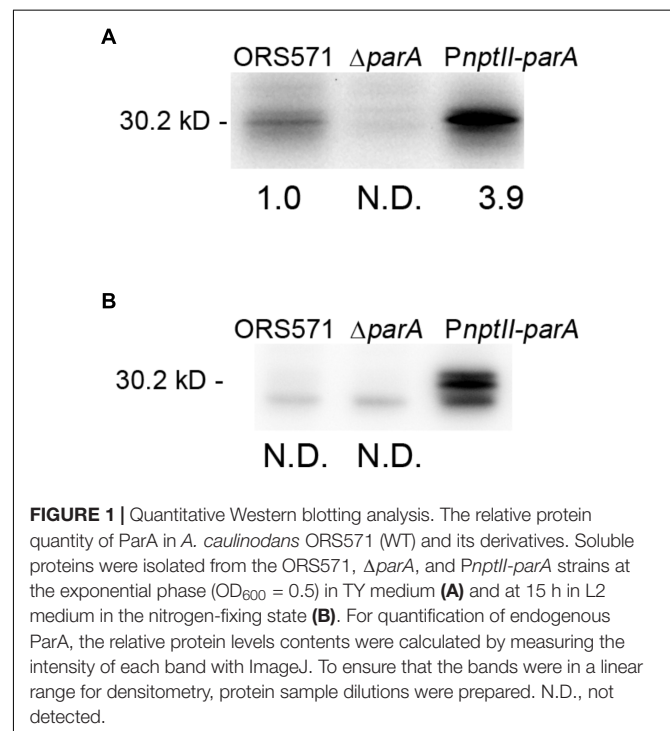 A
ORS571 ΔparA PnptII-parA
30.2 kD -
1.0 N.D. 3.9
B
ORS571 ΔparA PnptII-parA
30.2 kD -
N.D. N.D.
FIGURE 1 | Quantitative Western blotting analysis. The relative protein
quantity of ParA in A. caulinodans ORS571 (WT) and its derivatives. Soluble
proteins were isolated from the ORS571, ΔparA, and PnptII-parA strains at
the exponential phase (OD600 = 0.5) in TY medium (A) and at 15 h in L2
medium in the nitrogen-fixing state (B). For quantification of endogenous
ParA, the relative protein levels contents were calculated by measuring the
intensity of each band with ImageJ. To ensure that the bands were in a linear
range for densitometry, protein sample dilutions were prepared. N.D., not
detected.